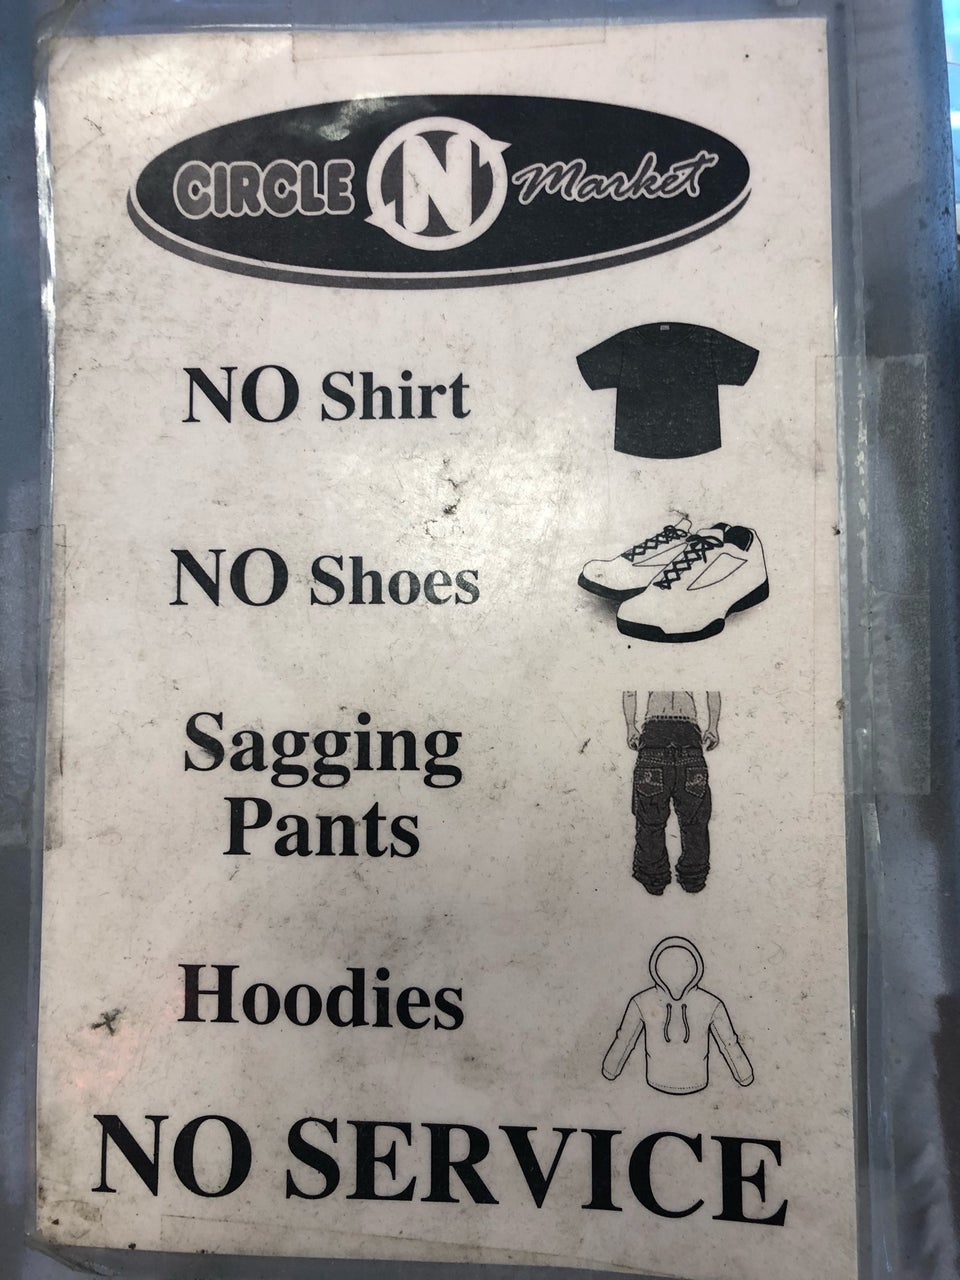 CIRCLE N Market
NO Shirt
NO Shoes
Sagging
Pants
Hoodies
NO SERVICE